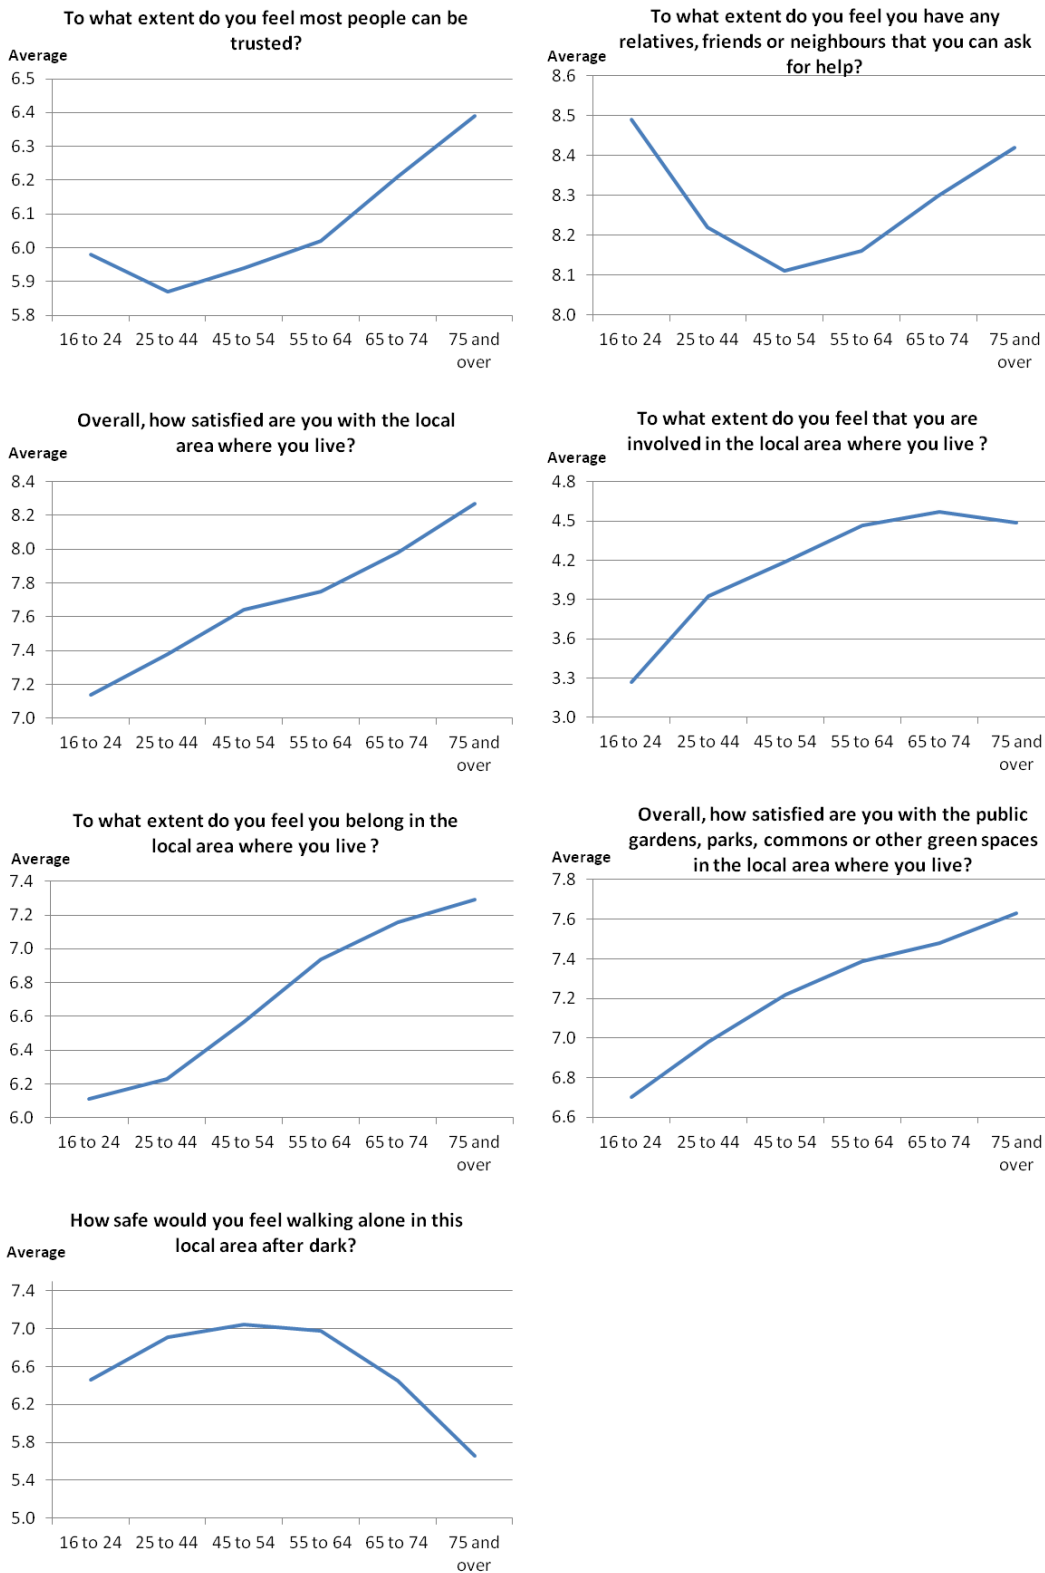 To what extent do you feel most people can be
trusted?
Average
6.5
6.4
6.3
6.2
6.1
6.0
5.9
5.8
16 to 24 25 to 44 45 to 54 55 to 64 65 to 74 75 and
over
To what extent do you feel you have any
relatives, friends or neighbours that you can ask
for help?
Average
8.6
8.5
8.4
8.3
8.2
8.1
8.0
16 to 24 25 to 44 45 to 54 55 to 64 65 to 74 75 and
over
Overall, how satisfied are you with the local
area where you live?
Average
8.4
8.2
8.0
7.8
7.6
7.4
7.2
7.0
16 to 24 25 to 44 45 to 54 55 to 64 65 to 74 75 and
over
To what extent do you feel that you are
involved in the local area where you live ?
Average
4.8
4.5
4.2
3.9
3.6
3.3
3.0
16 to 24 25 to 44 45 to 54 55 to 64 65 to 74 75 and
over
To what extent do you feel you belong in the
local area where you live ?
Average
7.4
7.2
7.0
6.8
6.6
6.4
6.2
6.0
16 to 24 25 to 44 45 to 54 55 to 64 65 to 74 75 and
over
Overall, how satisfied are you with the public
gardens, parks, commons or other green spaces
in the local area where you live?
Average
7.8
7.6
7.4
7.2
7.0
6.8
6.6
16 to 24 25 to 44 45 to 54 55 to 64 65 to 74 75 and
over
How safe would you feel walking alone in this
local area after dark?
Average
7.4
7.0
6.6
6.2
5.8
5.4
5.0
16 to 24 25 to 44 45 to 54 55 to 64 65 to 74 75 and
over